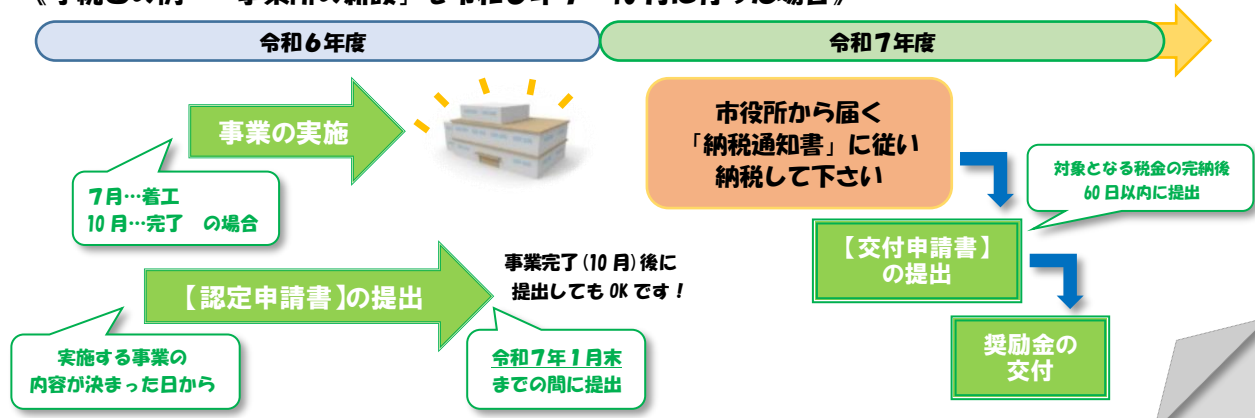 令和6年度
令和7年度
事業の実施
7月…着工
10月…完了　の場合
市役所から届く
「納税通知書」に従い
納税して下さい
対象となる税金の完納後
60日以内に提出
【交付申請書】
の提出
事業完了(10月)後に
提出してもOKです！
【認定申請書】の提出
実施する事業の
内容が決まった日から
令和7年1月末
までの間に提出
奨励金の
交付